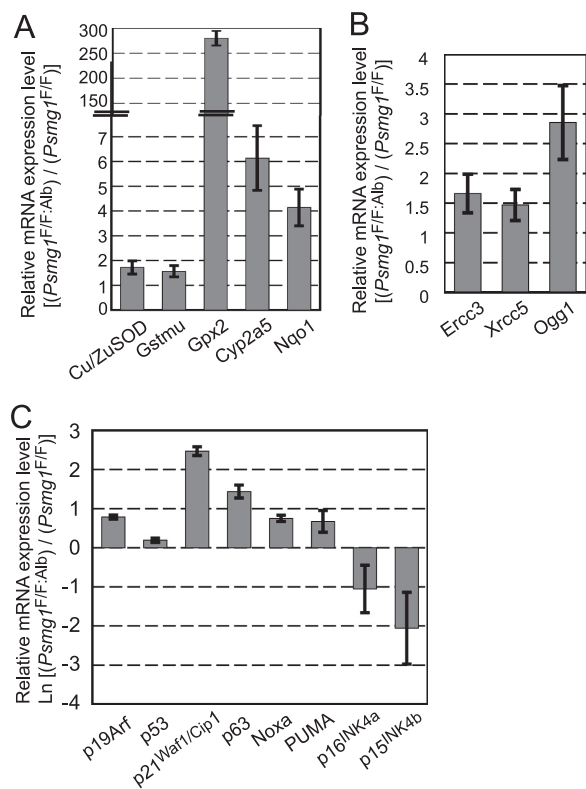 A
Relative mRNA expression level
[(Psmg1F/F:Alb) / (Psmg1F/F)]
300
250
200
150
7
6
5
4
3
2
1
0
Cu/ZuSOD
Gstmu
Gpx2
Cyp2a5
Nqo1
B
Relative mRNA expression level
[(Psmg1F/F:Alb) / (Psmg1F/F)]
4
3.5
3
2.5
2
1.5
1
0.5
0
Ercc3
Xrcc5
Ogg1
C
Relative mRNA expression level
Ln [(Psmg1F/F:Alb) / (Psmg1F/F)]
3
2
1
0
-1
-2
-3
-4
p19Arf
p53
p21Waf1/Cip1
p63
Noxa
PUMA
p16INK4a
p15INK4b